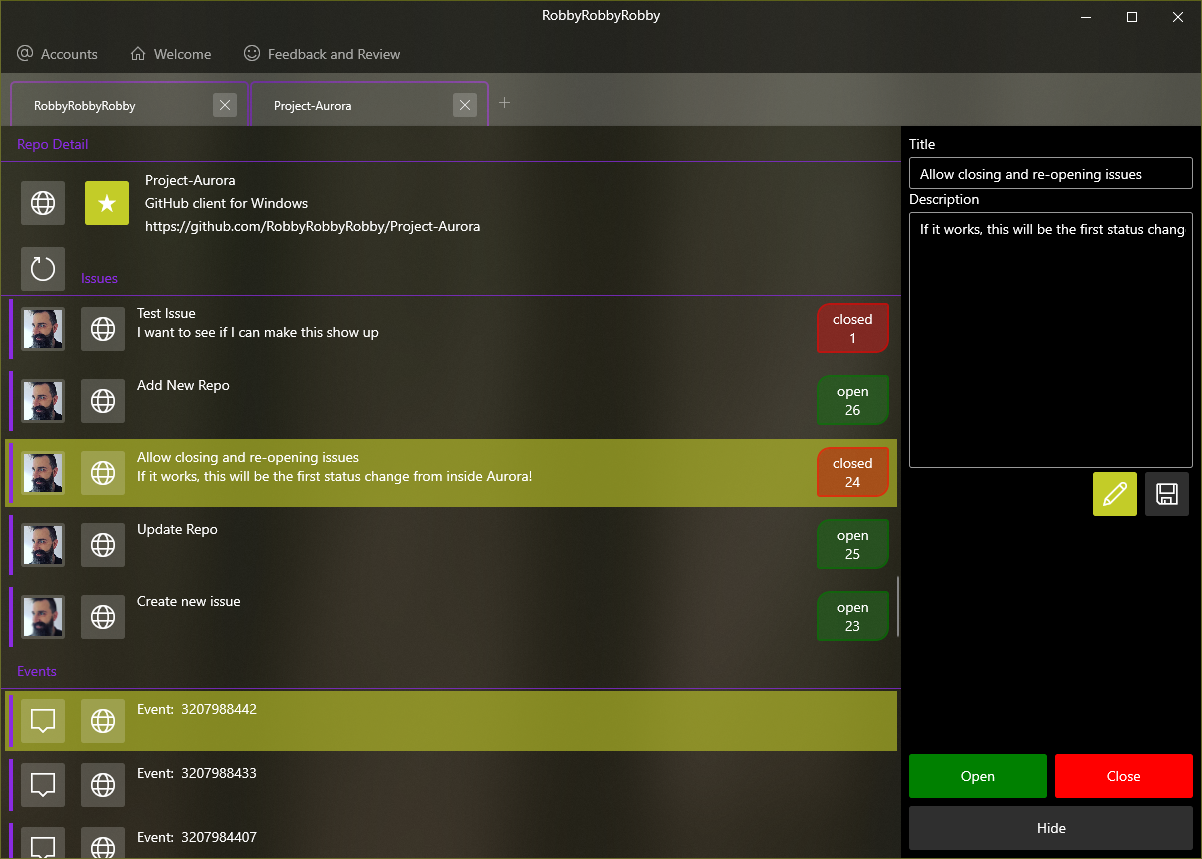 RobbyRobbyRobby
Accounts
Welcome
Feedback and Review
RobbyRobbyRobby
Project-Aurora
Repo Detail
Project-Aurora
GitHub client for Windows
https://github.com/RobbyRobbyRobby/Project-Aurora
Issues
Test Issue
I want to see if I can make this show up
closed
1
Add New Repo
open
26
Allow closing and re-opening issues
If it works, this will be the first status change from inside Aurora!
closed
24
Update Repo
open
25
Create new issue
open
23
Events
Event: 3207988442
Event: 3207988433
Event: 3207984407
Title
Allow closing and re-opening issues
Description
If it works, this will be the first status chang
Open
Close
Hide